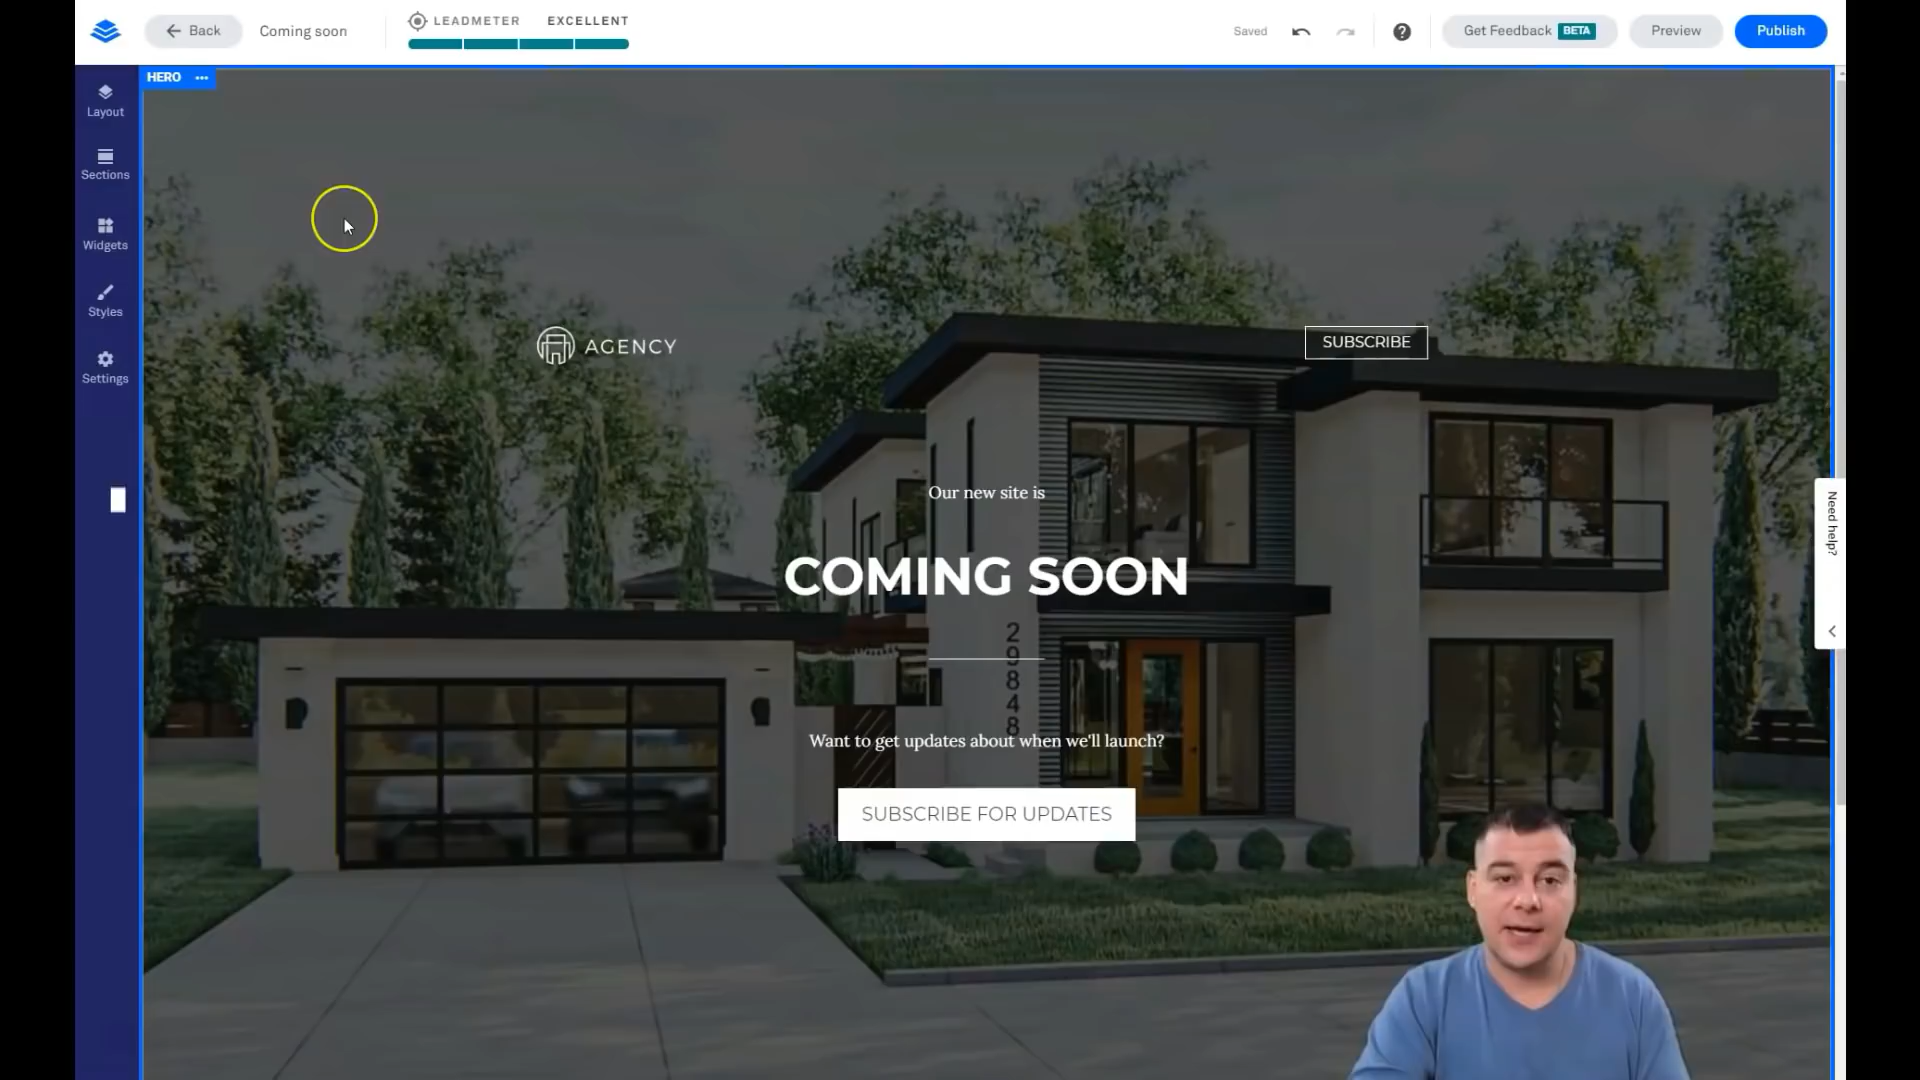 Back
Coming soon
LEADMETER EXCELLENT
Saved
Get Feedback BETA
Preview
Publish
HERO
Layout
Sections
Widgets
Styles
Settings
AGENCY
SUBSCRIBE
Our new site is
COMING SOON
29848
Want to get updates about when we'll launch?
SUBSCRIBE FOR UPDATES
Need help?